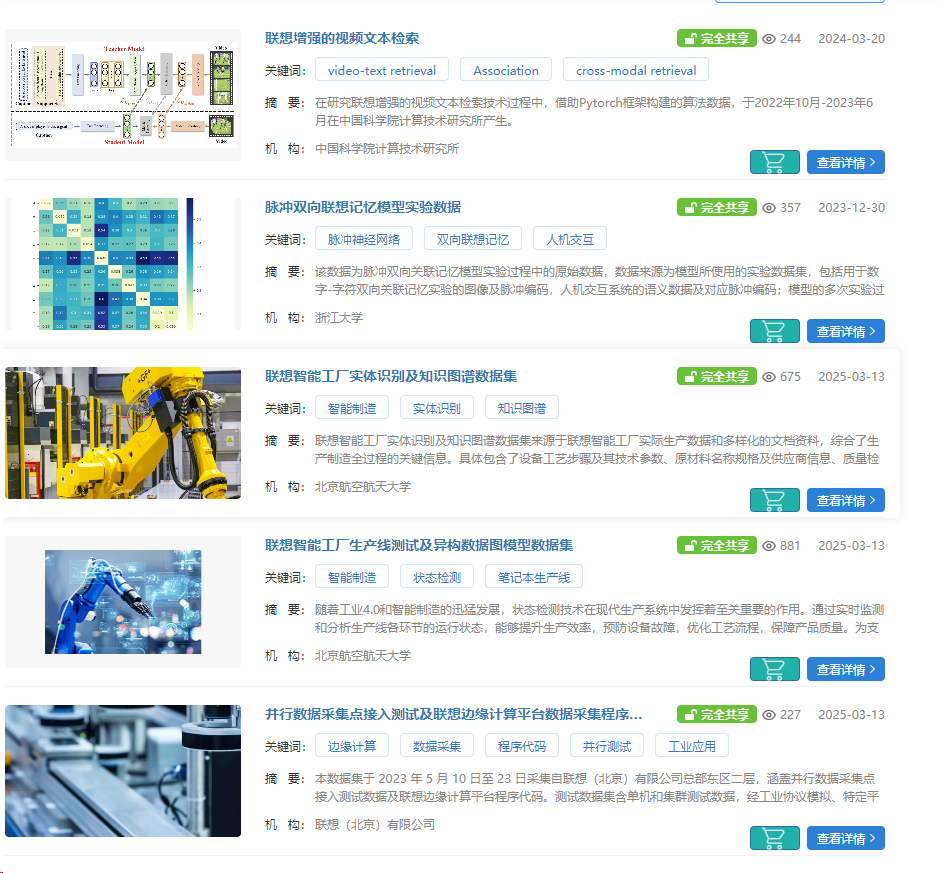 Teacher Model
Video
Caption
Student Model
Video
联想增强的视频文本检索
完全共享 244 2024-03-20
关键词： video-text retrieval Association cross-modal retrieval
摘 要： 在研究联想增强的视频文本检索技术过程中，借助Pytorch框架构建的算法数据，于2022年10月-2023年6
月在中国科学院计算技术研究所产生。
机 构： 中国科学院计算技术研究所
查看详情
脉冲双向联想记忆模型实验数据
完全共享 357 2023-12-30
关键词： 脉冲神经网络 双向联想记忆 人机交互
摘 要： 该数据为脉冲双向关联记忆模型实验过程中的原始数据，数据来源为模型所使用的实验数据集，包括用于数
字-字符双向关联记忆实验的图像及脉冲编码，人机交互系统的语义数据及对应脉冲编码；模型的多次实验过
机 构： 浙江大学
查看详情
联想智能工厂实体识别及知识图谱数据集
完全共享 675 2025-03-13
关键词： 智能制造 实体识别 知识图谱
摘 要： 联想智能工厂实体识别及知识图谱数据集来源于联想智能工厂实际生产数据和多样化的文档资料，综合了生
产制造全过程的关键信息。具体包含了设备工艺步骤及其技术参数、原材料名称规格及供应商信息、质量检
机 构： 北京航空航天大学
查看详情
联想智能工厂生产线测试及异构数据图模型数据集
完全共享 881 2025-03-13
关键词： 智能制造 状态检测 笔记本生产线
摘 要： 随着工业4.0和智能制造的迅猛发展，状态检测技术在现代生产系统中发挥着至关重要的作用。通过实时监测
和分析生产线各环节的运行状态，能够提升生产效率，预防设备故障，优化工艺流程，保障产品质量。为支
机 构： 北京航空航天大学
查看详情
并行数据采集点接入测试及联想边缘计算平台数据采集程序...
完全共享 227 2025-03-13
关键词： 边缘计算 数据采集 程序代码 并行测试 工业应用
摘 要： 本数据集于 2023 年 5 月 10 日至 23 日采集自联想（北京）有限公司总部东区二层，涵盖并行数据采集点
接入测试数据及联想边缘计算平台程序代码。测试数据集含单机和集群测试数据，经工业协议模拟、特定平
机 构： 联想（北京）有限公司
查看详情